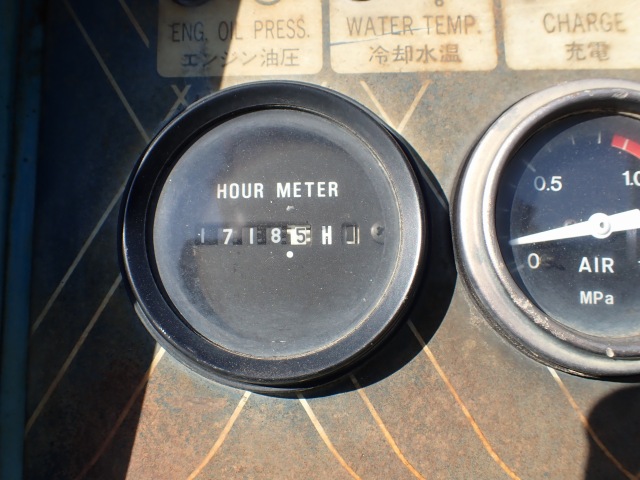 ENG. OIL PRESS.
エンジン油圧
WATER TEMP.
冷却水温
CHARGE
充電
HOUR METER
17185 H
0.5
1.0
0
AIR
MPa